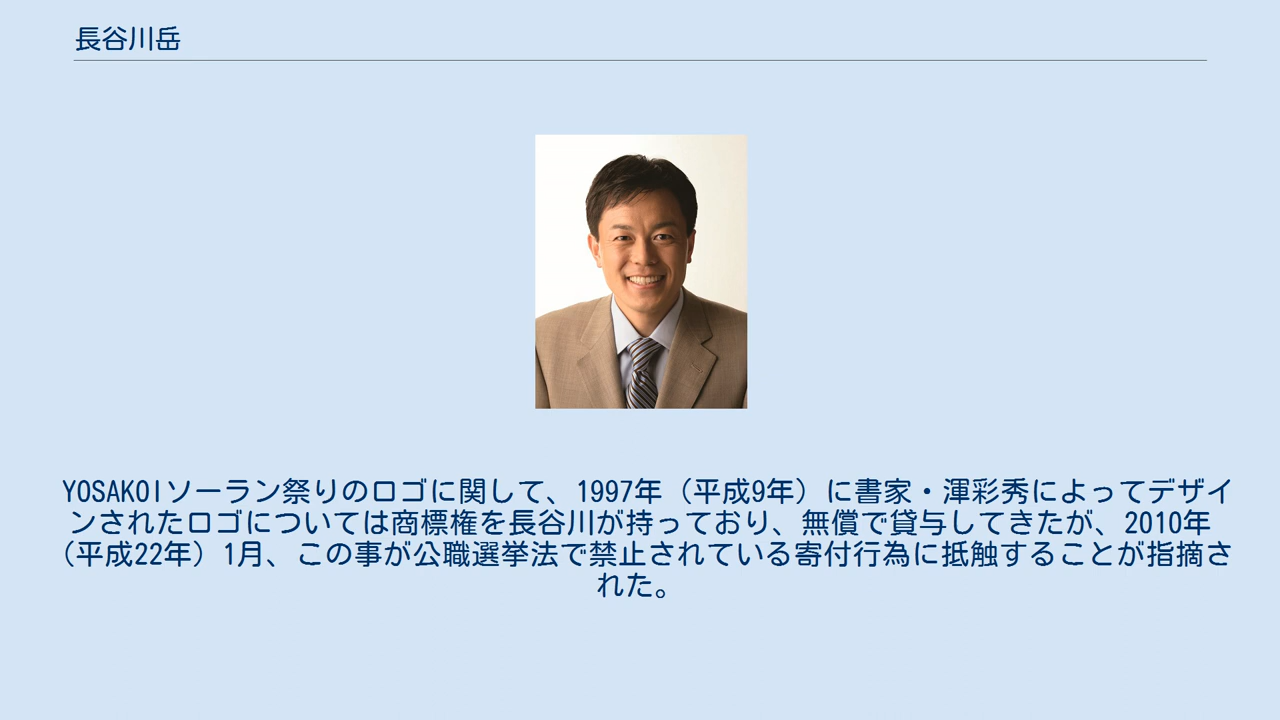 長谷川岳
YOSAKOIソーラン祭りのロゴに関して、1997年（平成9年）に書家・渾彩秀によってデザイ
ンされたロゴについては商標権を長谷川が持っており、無償で貸与してきたが、2010年
（平成22年）1月、この事が公職選挙法で禁止されている寄付行為に抵触することが指摘さ
れた。